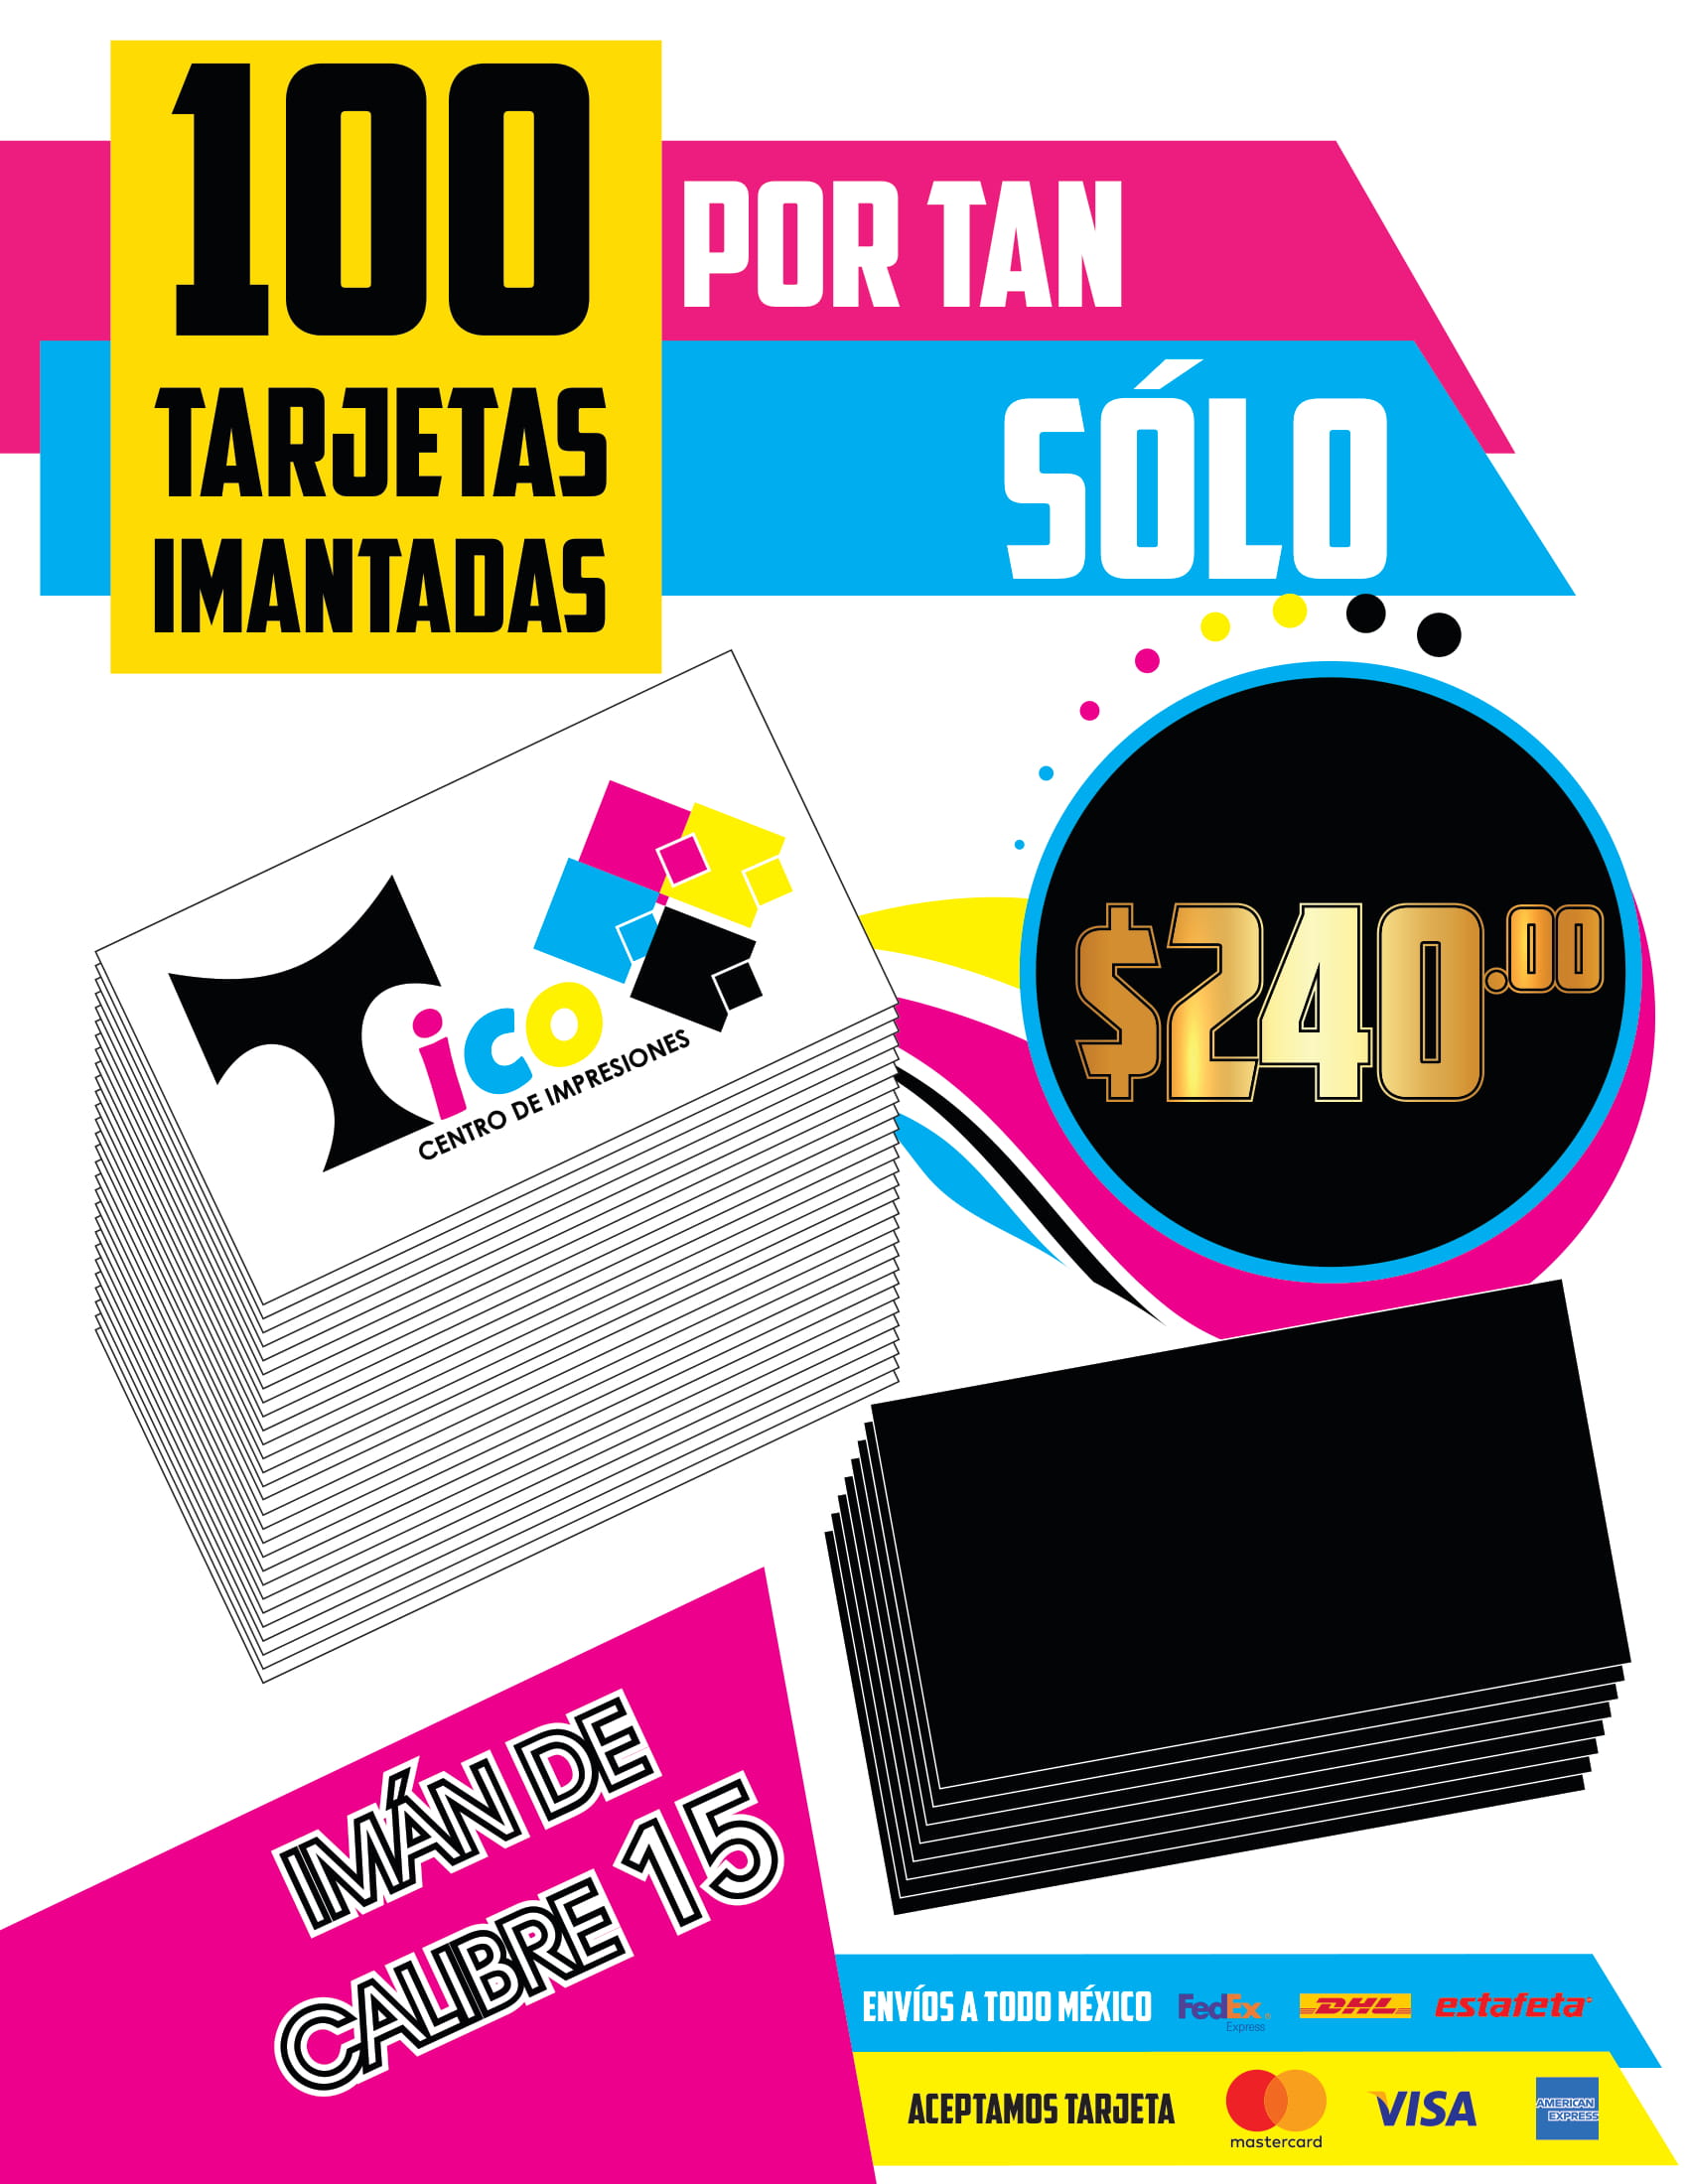 100
TARJETAS
IMANTADAS
POR TAN
SÓLO
$240.00
Tico
CENTRO DE IMPRESIONES
IMÁN DE
CALIBRE 15
ENVÍOS A TODO MÉXICO FedEx Express DHL estafeta
ACEPTAMOS TARJETA mastercard VISA AMERICAN EXPRESS